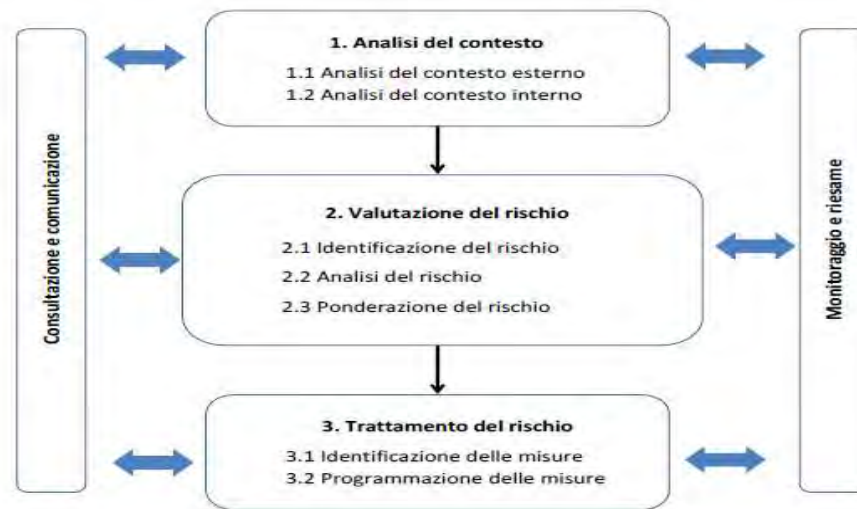 Consultazione e comunicazione
1. Analisi del contesto
1.1 Analisi del contesto esterno
1.2 Analisi del contesto interno
2. Valutazione del rischio
2.1 Identificazione del rischio
2.2 Analisi del rischio
2.3 Ponderazione del rischio
3. Trattamento del rischio
3.1 Identificazione delle misure
3.2 Programmazione delle misure
Monitoraggio e riesame